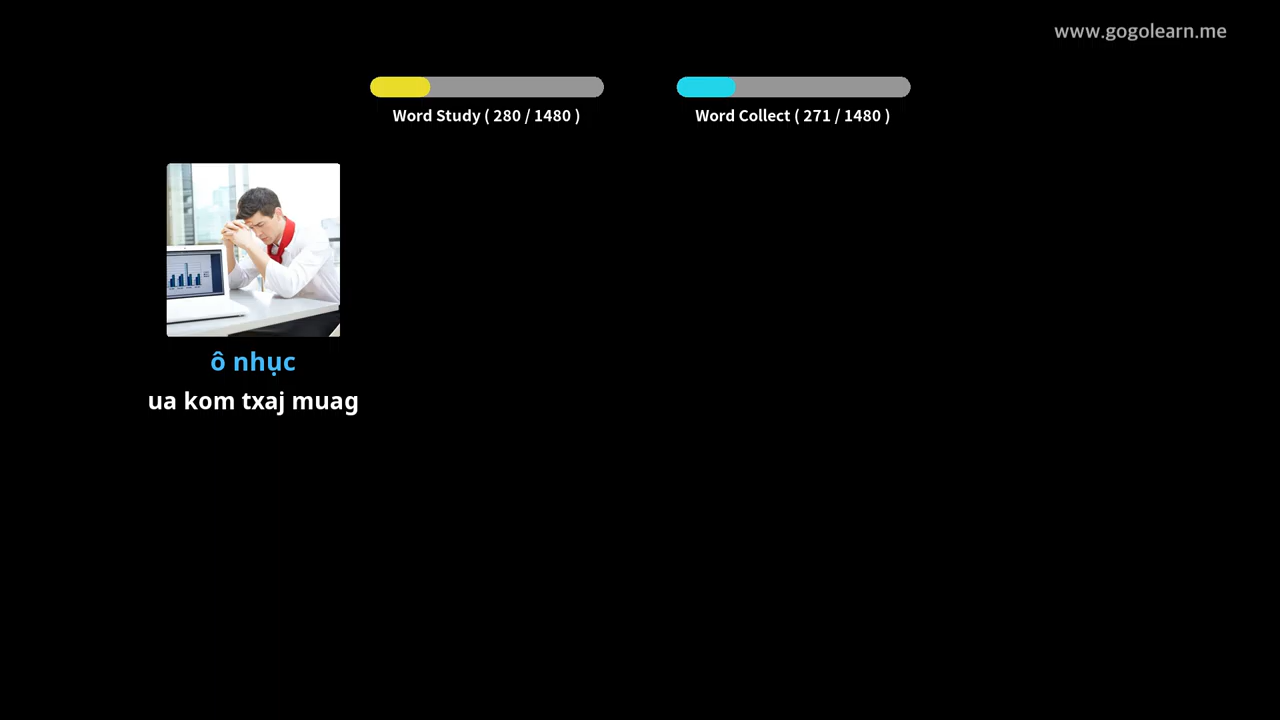 www.gogolearn.me
Word Study ( 280 / 1480 )
Word Collect ( 271 / 1480 )
ô nhục
ua kom txaj muag